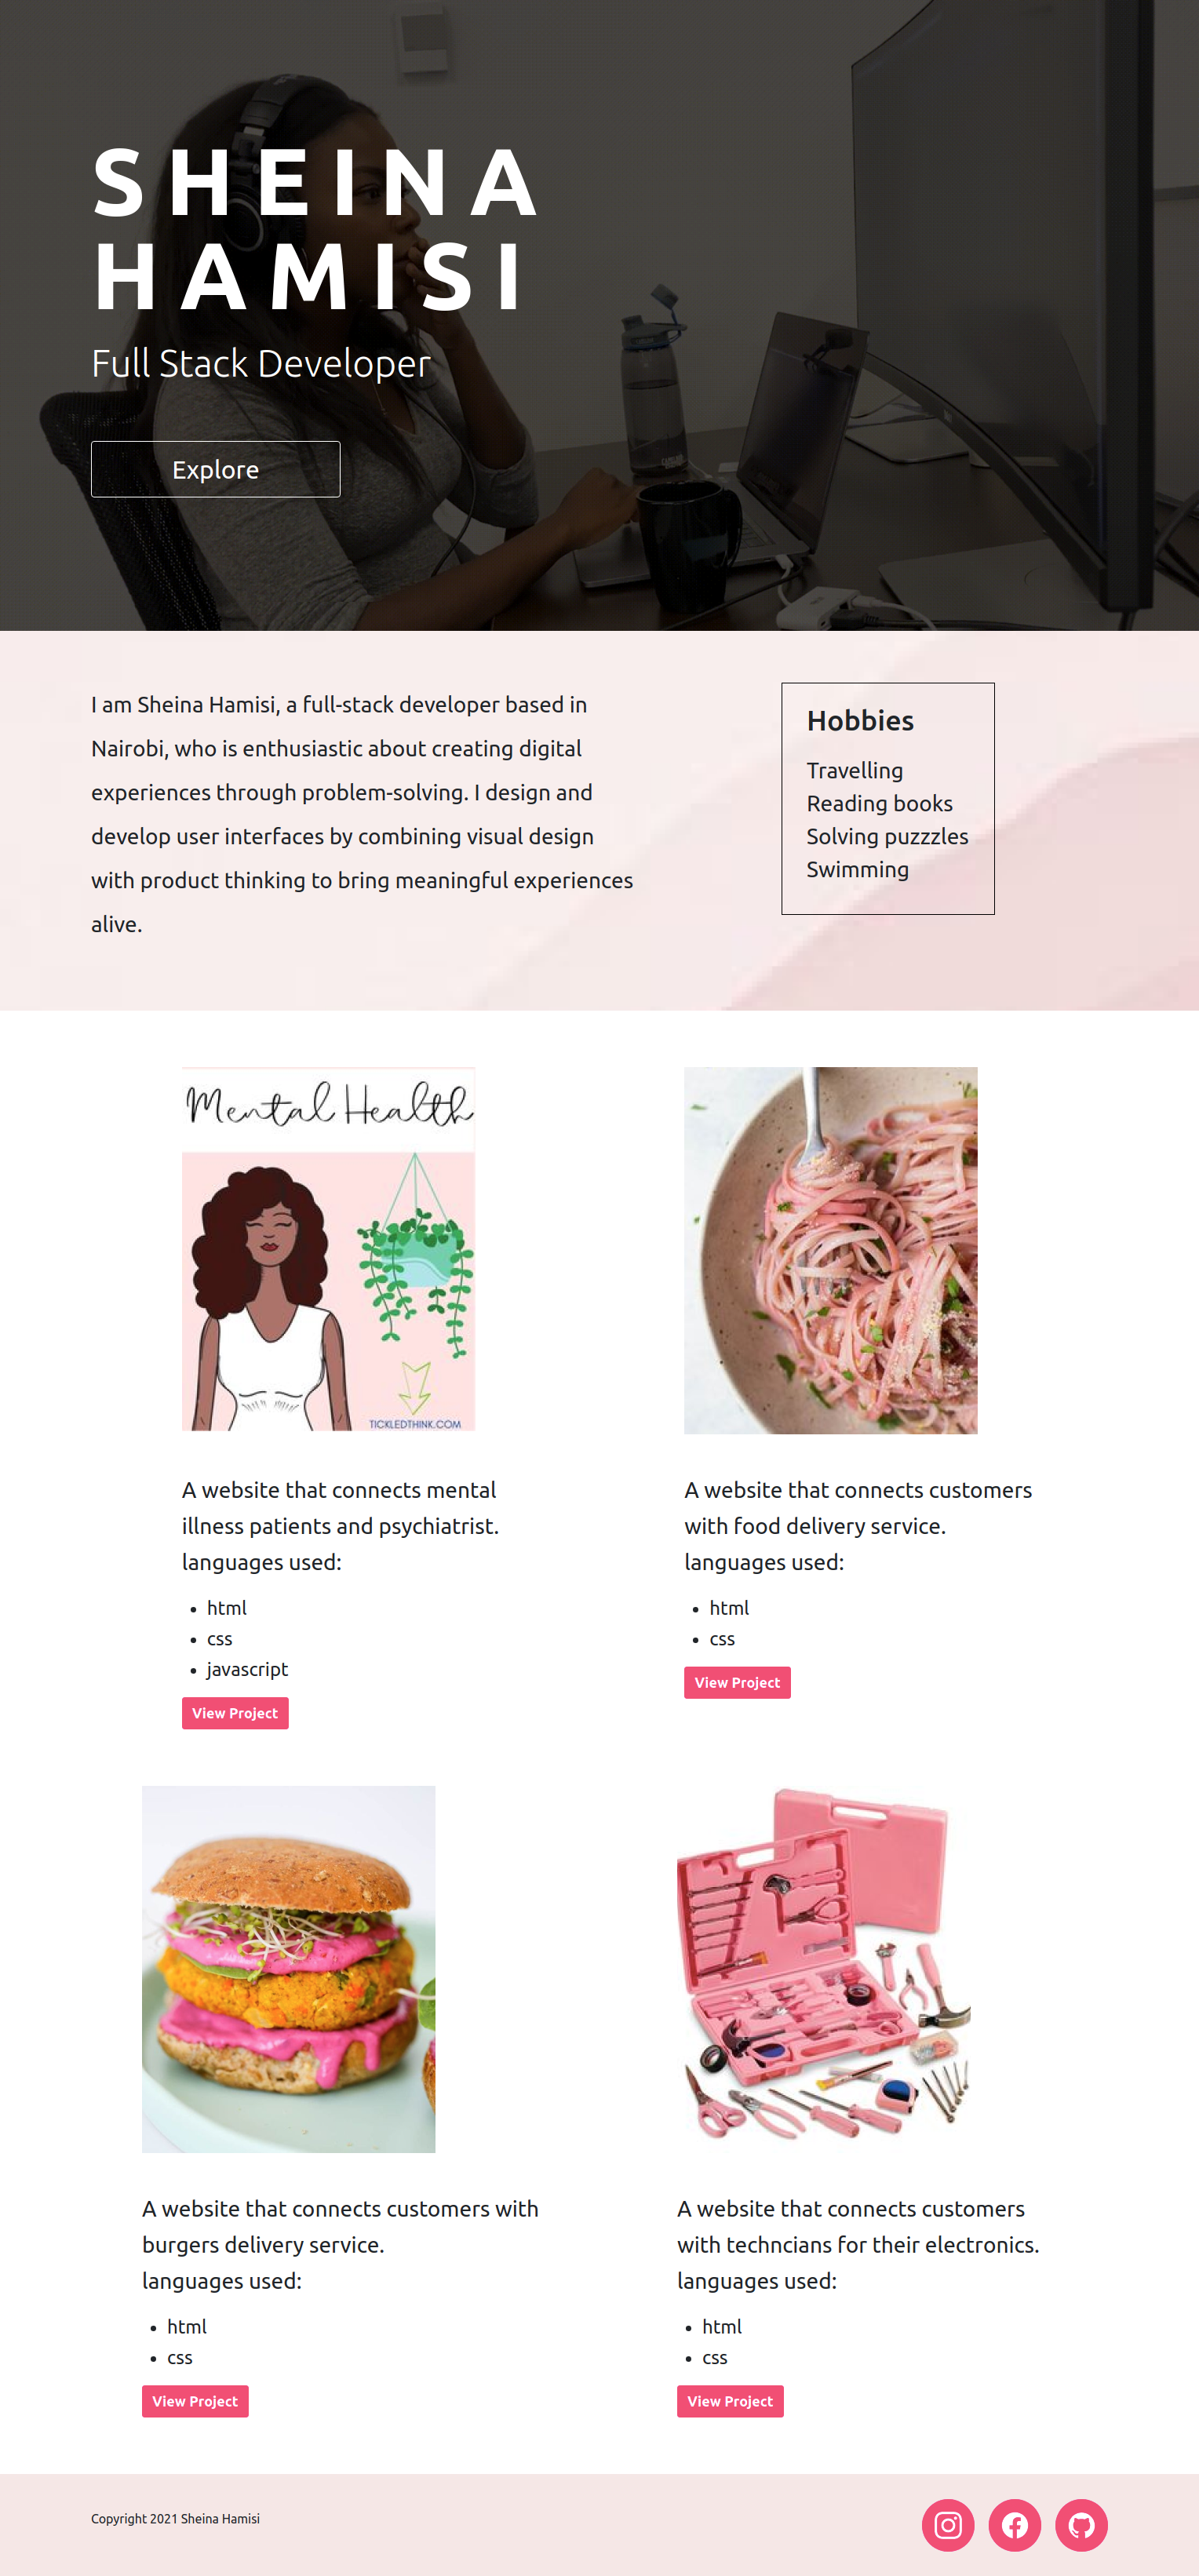 SHEINA
HAMISI
Full Stack Developer
Explore
I am Sheina Hamisi, a full-stack developer based in
Nairobi, who is enthusiastic about creating digital
experiences through problem-solving. I design and
develop user interfaces by combining visual design
with product thinking to bring meaningful experiences
alive.
Hobbies
Travelling
Reading books
Solving puzzzles
Swimming
Mental Health
TICKLEDTHINK.COM
A website that connects mental
illness patients and psychiatrist.
languages used:
html
css
javascript
View Project
A website that connects customers
with food delivery service.
languages used:
html
css
View Project
A website that connects customers with
burgers delivery service.
languages used:
html
css
View Project
A website that connects customers
with techncians for their electronics.
languages used:
html
css
View Project
Copyright 2021 Sheina Hamisi